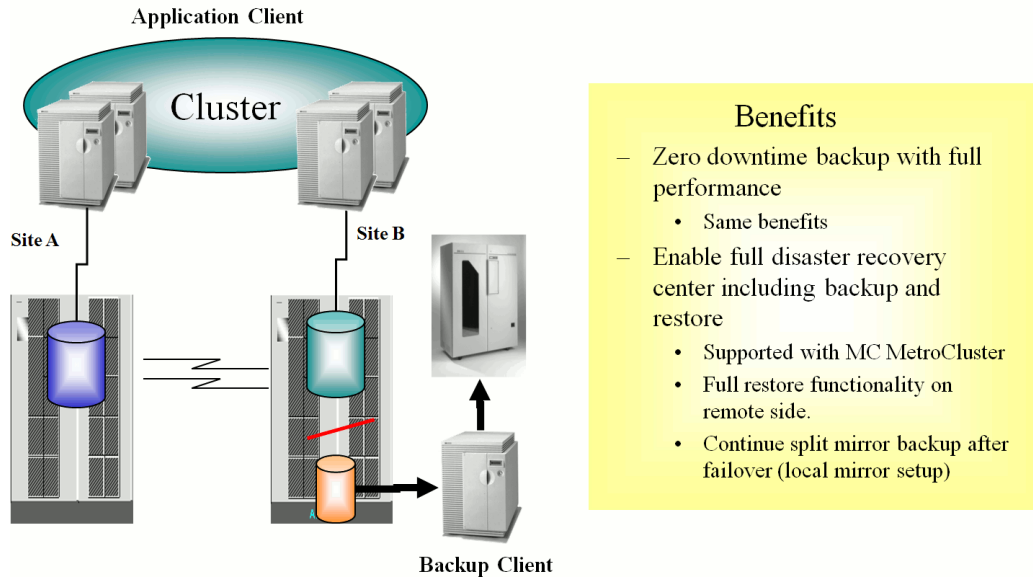 Application Client
Cluster
Site A
Site B
A
Backup Client
Benefits
– Zero downtime backup with full
performance
• Same benefits
– Enable full disaster recovery
center including backup and
restore
• Supported with MC MetroCluster
• Full restore functionality on
remote side.
• Continue split mirror backup after
failover (local mirror setup)